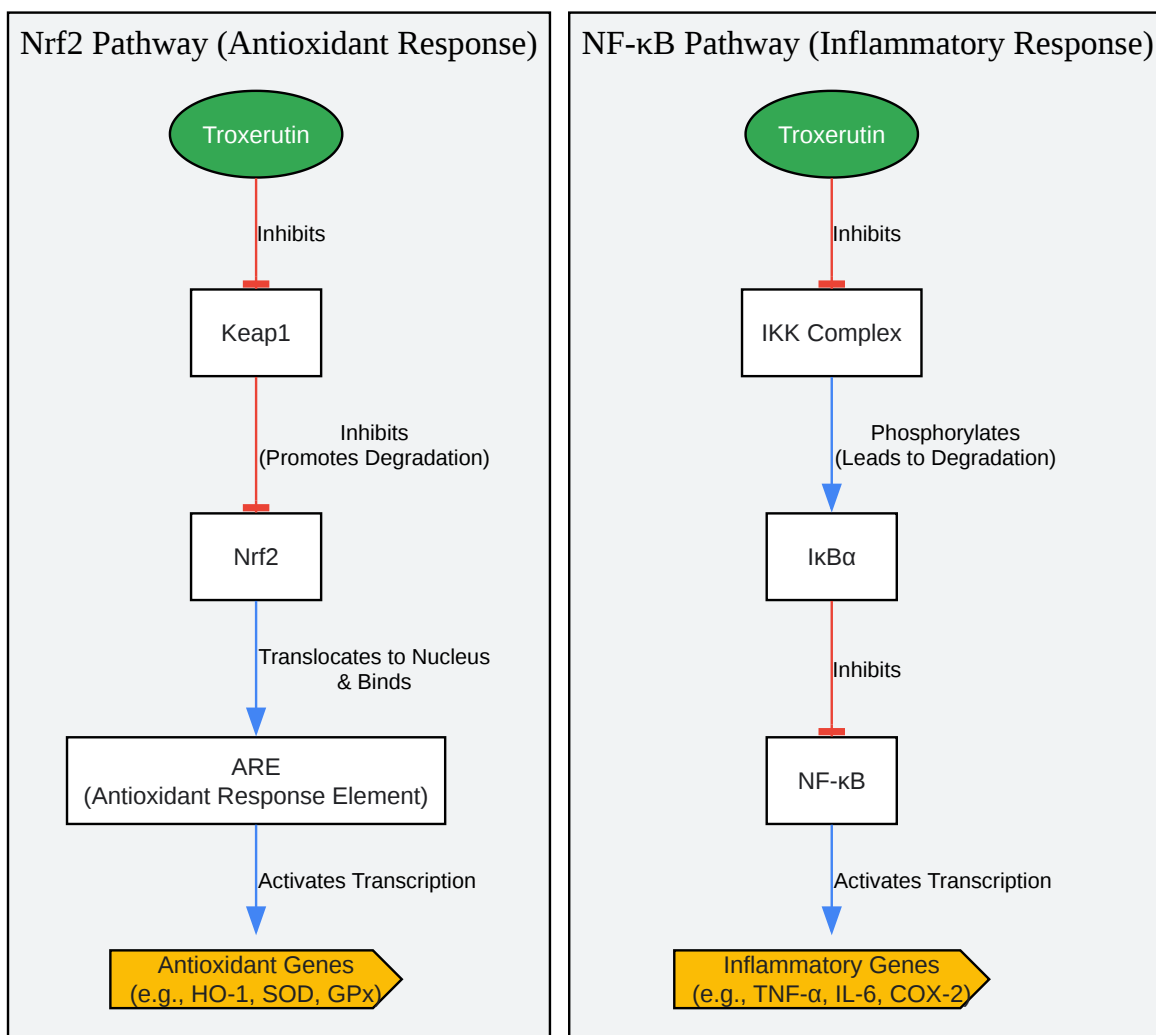 Nrf2 Pathway (Antioxidant Response)
Troxerutin
Inhibits
Keap1
Inhibits
(Promotes Degradation)
Nrf2
Translocates to Nucleus
& Binds
ARE
(Antioxidant Response Element)
Activates Transcription
Antioxidant Genes
(e.g., HO-1, SOD, GPx)
NF-κB Pathway (Inflammatory Response)
Troxerutin
Inhibits
IKK Complex
Phosphorylates
(Leads to Degradation)
IκBα
Inhibits
NF-κB
Activates Transcription
Inflammatory Genes
(e.g., TNF-α, IL-6, COX-2)